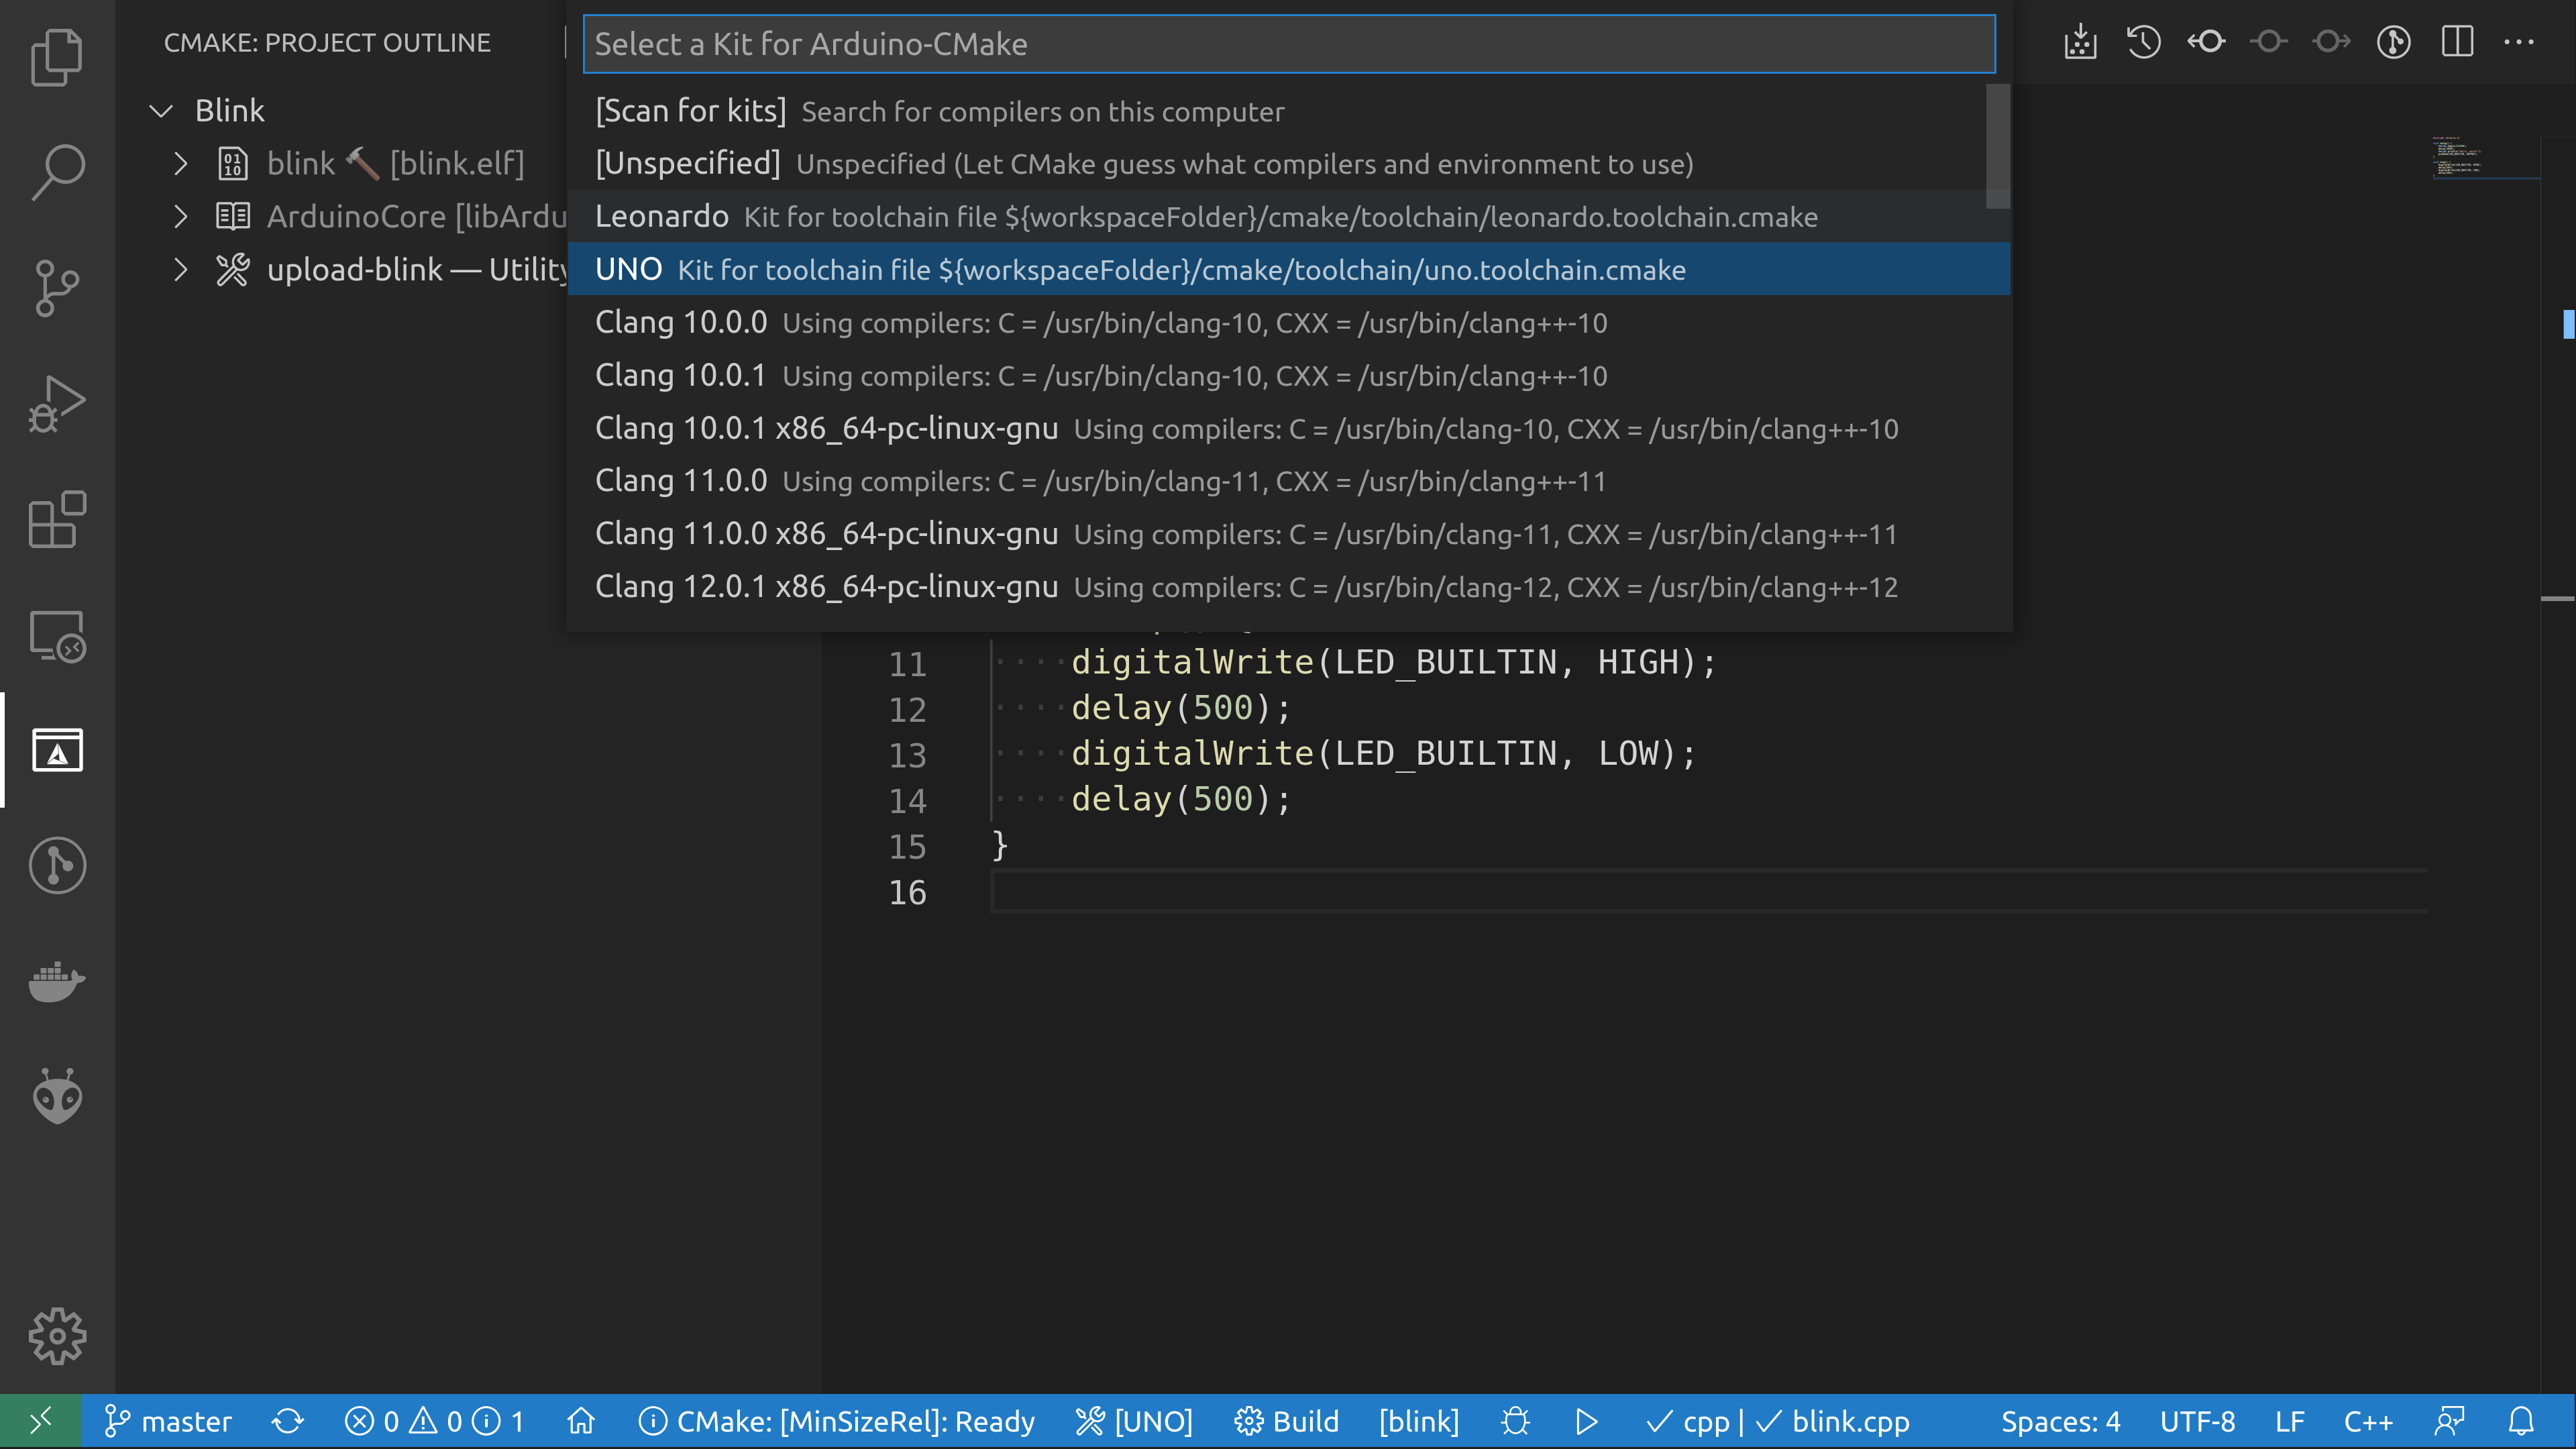 CMAKE: PROJECT OUTLINE
Blink
blink 🔨 [blink.elf]
ArduinoCore [libArdu
upload-blink — Utility
Select a Kit for Arduino-CMake
[Scan for kits] Search for compilers on this computer
[Unspecified] Unspecified (Let CMake guess what compilers and environment to use)
Leonardo Kit for toolchain file ${workspaceFolder}/cmake/toolchain/leonardo.toolchain.cmake
UNO Kit for toolchain file ${workspaceFolder}/cmake/toolchain/uno.toolchain.cmake
Clang 10.0.0 Using compilers: C = /usr/bin/clang-10, CXX = /usr/bin/clang++-10
Clang 10.0.1 Using compilers: C = /usr/bin/clang-10, CXX = /usr/bin/clang++-10
Clang 10.0.1 x86_64-pc-linux-gnu Using compilers: C = /usr/bin/clang-10, CXX = /usr/bin/clang++-10
Clang 11.0.0 Using compilers: C = /usr/bin/clang-11, CXX = /usr/bin/clang++-11
Clang 11.0.0 x86_64-pc-linux-gnu Using compilers: C = /usr/bin/clang-11, CXX = /usr/bin/clang++-11
Clang 12.0.1 x86_64-pc-linux-gnu Using compilers: C = /usr/bin/clang-12, CXX = /usr/bin/clang++-12
11 digitalWrite(LED_BUILTIN, HIGH);
12 delay(500);
13 digitalWrite(LED_BUILTIN, LOW);
14 delay(500);
15 }
16
master 0 0 1 CMake: [MinSizeRel]: Ready [UNO] Build [blink] ✓ cpp | ✓ blink.cpp Spaces: 4 UTF-8 LF C++